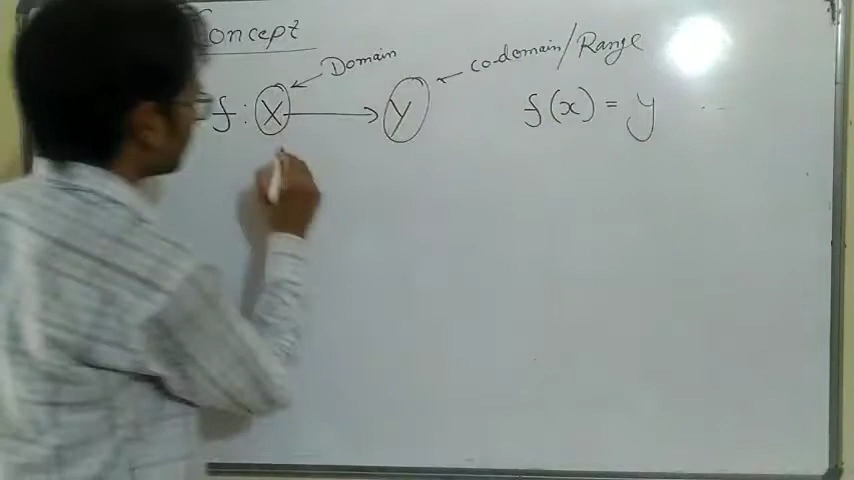 Concept
Domain
co-domain/Range
f: X → Y
f(x) = y